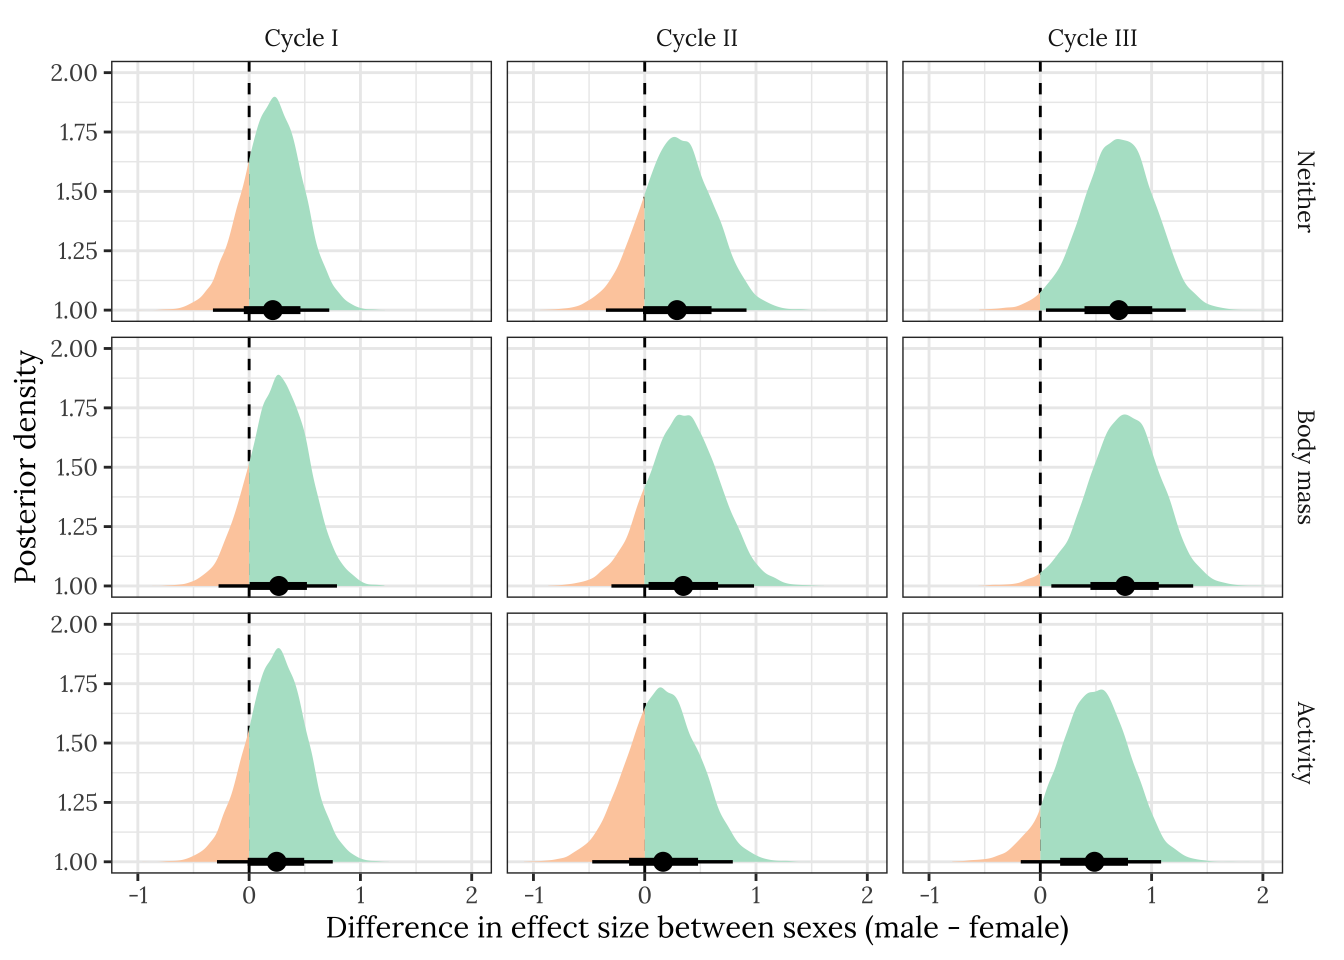 Cycle I
Cycle II
Cycle III
2.00
1.75
1.50
1.25
1.00
Neither
2.00
1.75
1.50
1.25
1.00
Body mass
2.00
1.75
1.50
1.25
1.00
Activity
-1 0 1 2
-1 0 1 2
-1 0 1 2
Posterior density
Difference in effect size between sexes (male - female)